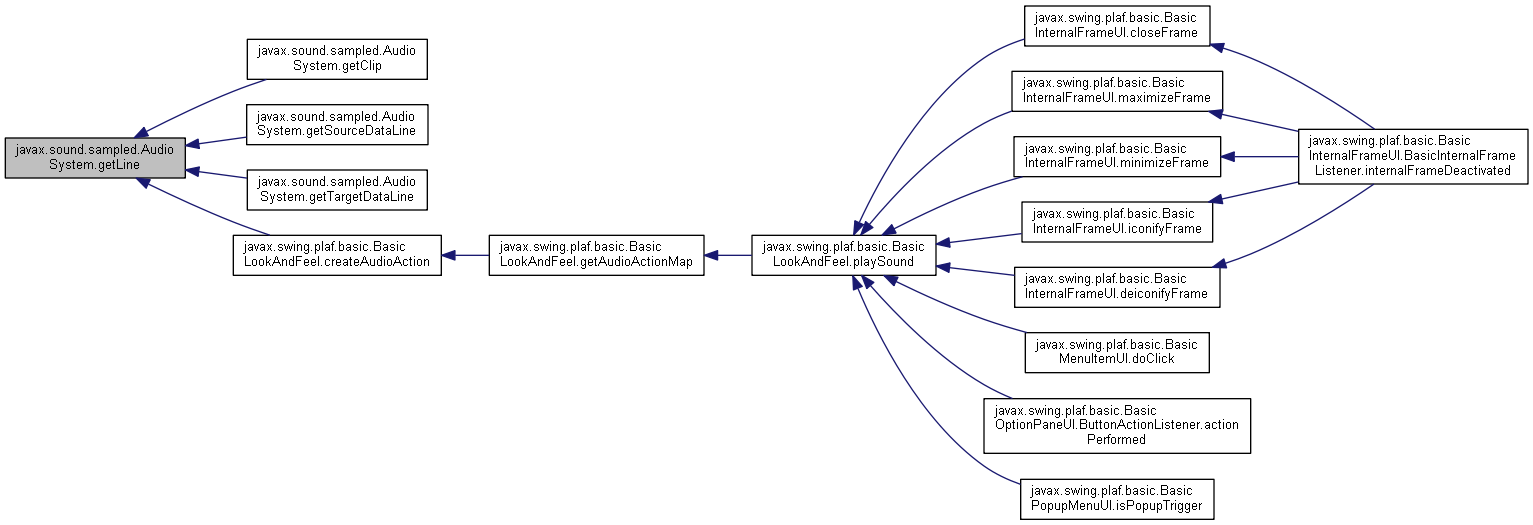 javax.sound.sampled.Audio
System.getLine
javax.sound.sampled.Audio
System.getClip
javax.sound.sampled.Audio
System.getSourceDataLine
javax.sound.sampled.Audio
System.getTargetDataLine
javax.swing.plaf.basic.Basic
LookAndFeel.createAudioAction
javax.swing.plaf.basic.Basic
LookAndFeel.getAudioActionMap
javax.swing.plaf.basic.Basic
LookAndFeel.playSound
javax.swing.plaf.basic.Basic
InternalFrameUI.closeFrame
javax.swing.plaf.basic.Basic
InternalFrameUI.maximizeFrame
javax.swing.plaf.basic.Basic
InternalFrameUI.minimizeFrame
javax.swing.plaf.basic.Basic
InternalFrameUI.iconifyFrame
javax.swing.plaf.basic.Basic
InternalFrameUI.deiconifyFrame
javax.swing.plaf.basic.Basic
MenuItemUI.doClick
javax.swing.plaf.basic.Basic
OptionPaneUI.ButtonActionListener.action
Performed
javax.swing.plaf.basic.Basic
PopupMenuUI.isPopupTrigger
javax.swing.plaf.basic.Basic
InternalFrameUI.BasicInternalFrame
Listener.internalFrameDeactivated